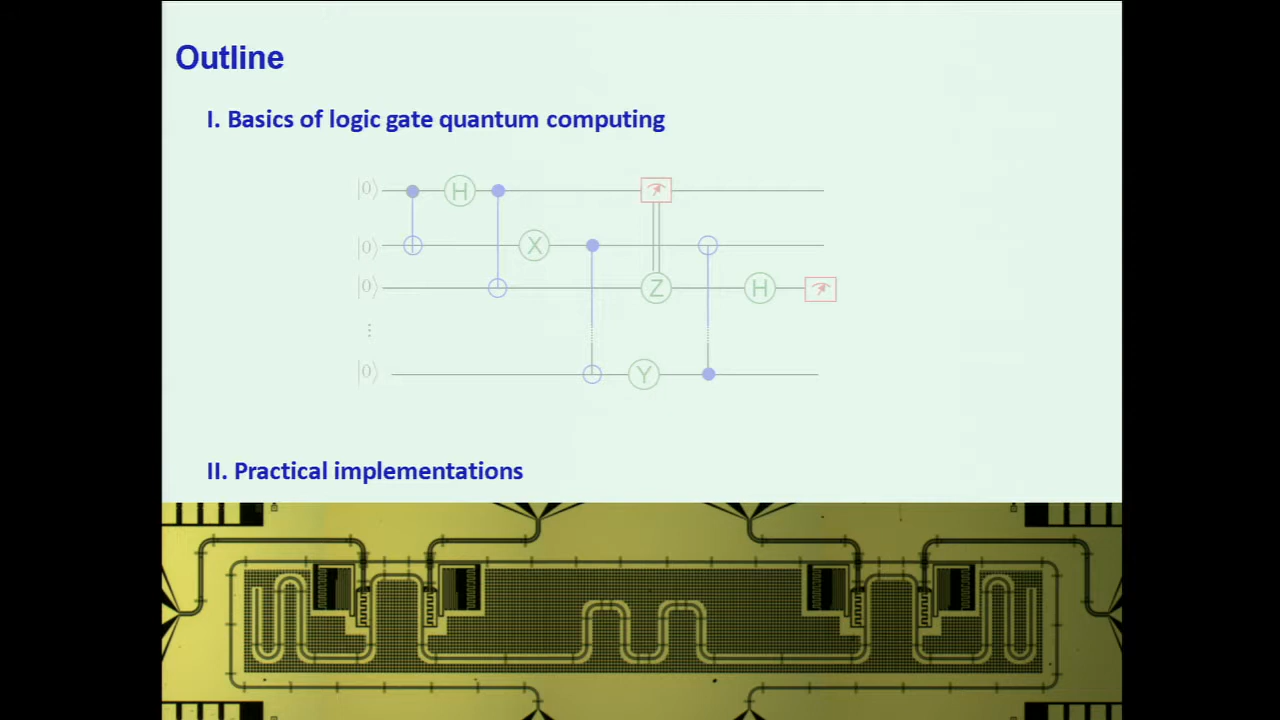 Outline
I. Basics of logic gate quantum computing
|0⟩ H
|0⟩ X
|0⟩ Z H
⋮
|0⟩ Y
II. Practical implementations